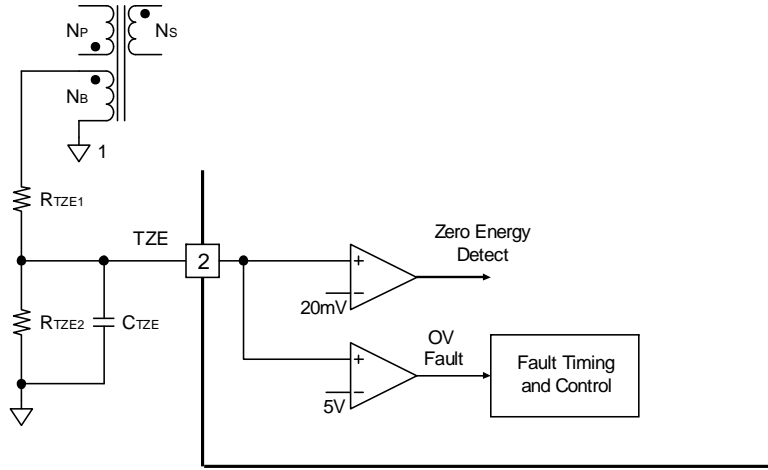 NP
NS
NB
1
RTZE1
TZE
2
Zero Energy
Detect
20mV
RTZE2
CTZE
OV
Fault
Fault Timing
and Control
5V
+
−
+
−